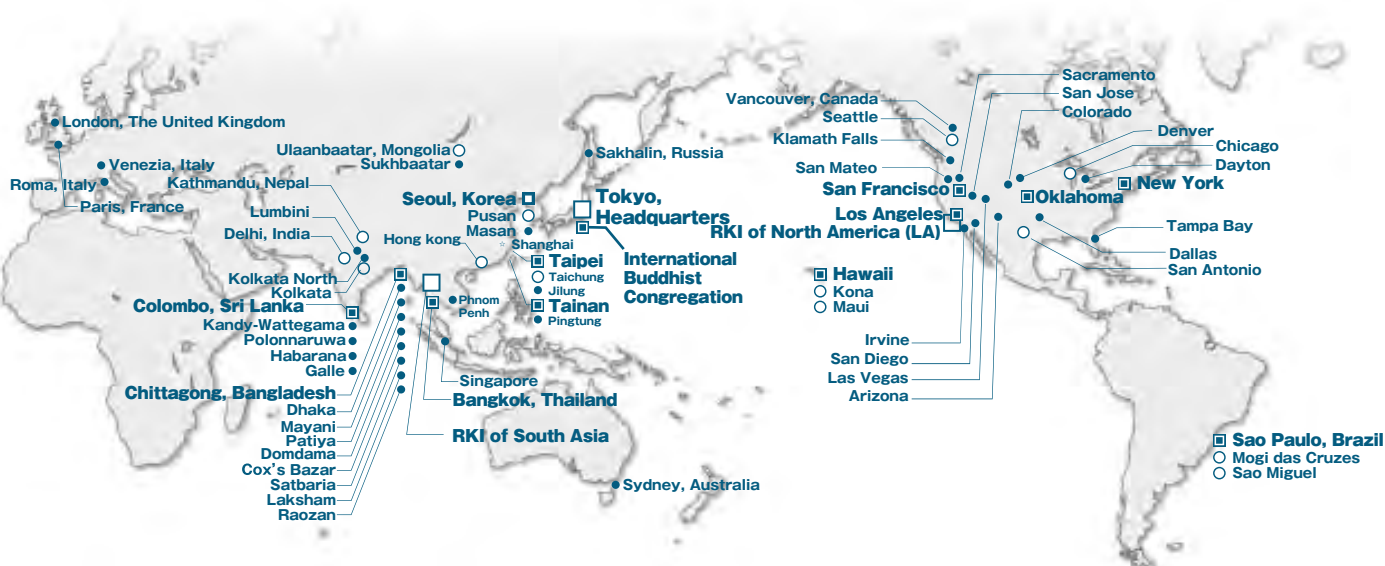 London, The United Kingdom
Venezia, Italy
Roma, Italy
Paris, France
Ulaanbaatar, Mongolia
Sukhbaatar
Sakhalin, Russia
Kathmandu, Nepal
Lumbini
Delhi, India
Kolkata North
Kolkata
Colombo, Sri Lanka
Kandy-Wattegama
Polonnaruwa
Habarana
Galle
Chittagong, Bangladesh
Dhaka
Mayani
Patiya
Domdama
Cox's Bazar
Satbaria
Laksham
Raozan
Seoul, Korea
Pusan
Masan
Shanghai
Hong kong
Taipei
Taichung
Jilung
Tainan
Pingtung
Phnom
Penh
Singapore
Bangkok, Thailand
RKI of South Asia
Tokyo,
Headquarters
International
Buddhist
Congregation
Sydney, Australia
Vancouver, Canada
Seattle
Klamath Falls
San Mateo
San Francisco
Los Angeles
RKI of North America (LA)
Hawaii
Kona
Maui
Irvine
San Diego
Las Vegas
Arizona
Sacramento
San Jose
Colorado
Denver
Chicago
Dayton
New York
Oklahoma
Tampa Bay
Dallas
San Antonio
Sao Paulo, Brazil
Mogi das Cruzes
Sao Miguel